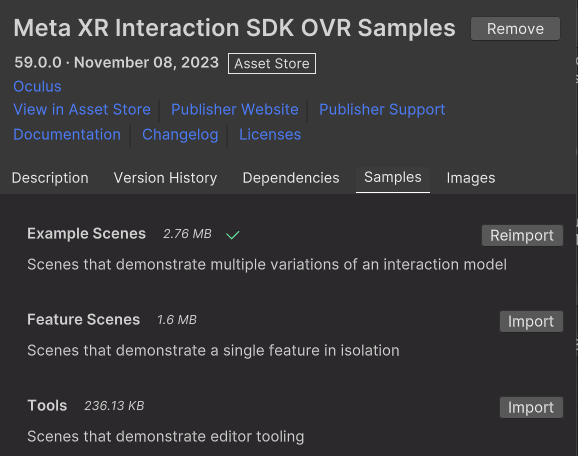 Meta XR Interaction SDK OVR Samples Remove
59.0.0 · November 08, 2023 Asset Store
Oculus
View in Asset Store Publisher Website Publisher Support
Documentation Changelog Licenses
Description Version History Dependencies Samples Images
Example Scenes 2.76 MB Reimport
Scenes that demonstrate multiple variations of an interaction model
Feature Scenes 1.6 MB Import
Scenes that demonstrate a single feature in isolation
Tools 236.13 KB Import
Scenes that demonstrate editor tooling